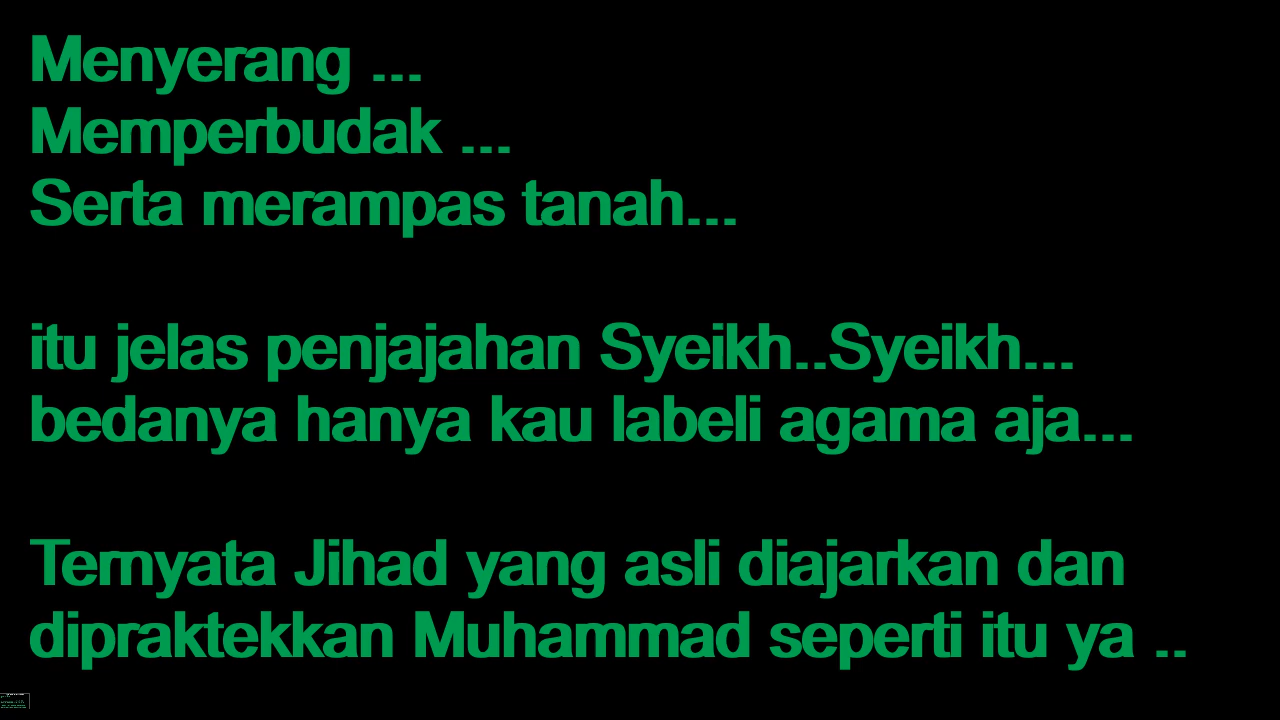 Menyerang ...
Memperbudak ...
Serta merampas tanah...
itu jelas penjajahan Syeikh..Syeikh...
bedanya hanya kau labeli agama aja...
Ternyata Jihad yang asli diajarkan dan
dipraktekkan Muhammad seperti itu ya ..